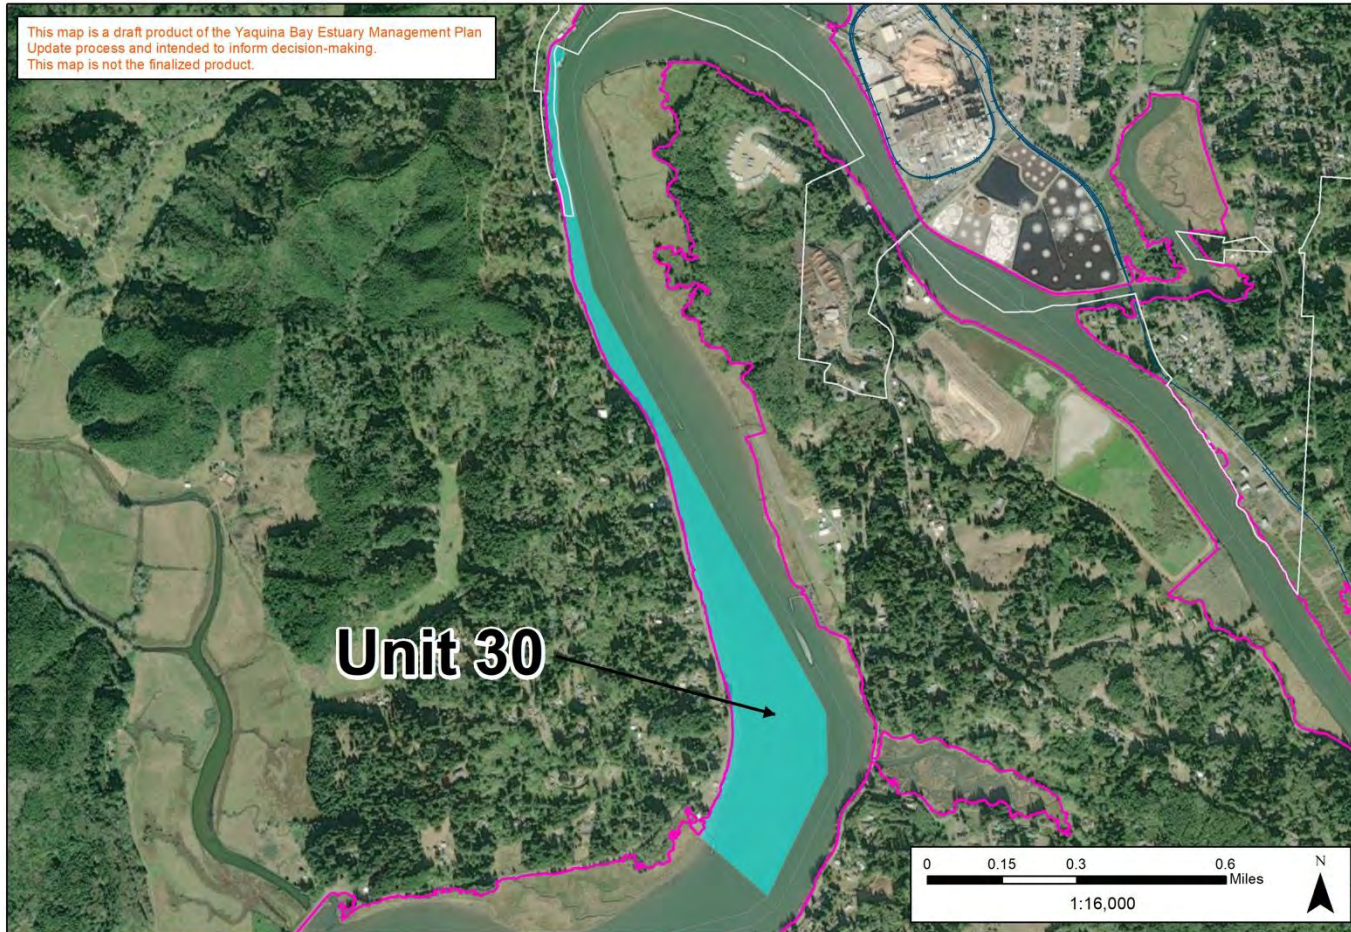 This map is a draft product of the Yaquina Bay Estuary Management Plan
Update process and intended to inform decision-making.
This map is not the finalized product.
Unit 30
0 0.15 0.3 0.6
Miles
1:16,000
N